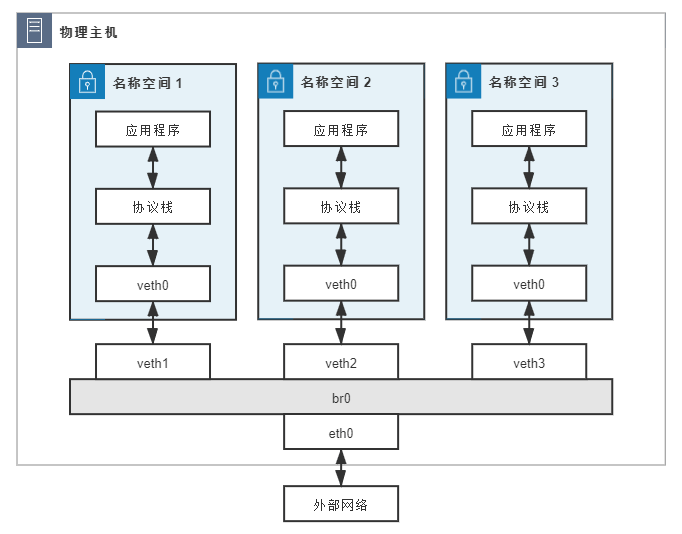 物理主机
名称空间 1
名称空间 2
名称空间 3
应用程序
应用程序
应用程序
协议栈
协议栈
协议栈
veth0
veth0
veth0
veth1
veth2
veth3
br0
eth0
外部网络